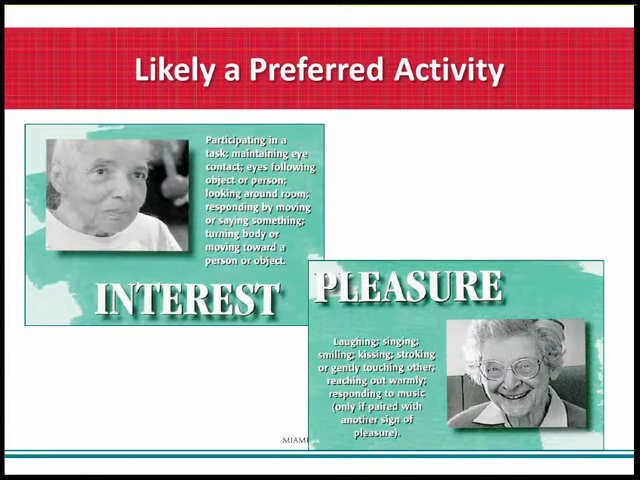 Likely a Preferred Activity
Participating in a
task; maintaining eye
contact; eyes following
object or person;
looking around room;
responding by moving
or saying something;
turning body or
moving toward a
person or object.
INTEREST
PLEASURE
Laughing; singing;
smiling; kissing; stroking
or gently touching other;
reaching out warmly;
responding to music
(only if paired with
another sign of
pleasure).
MIAMI